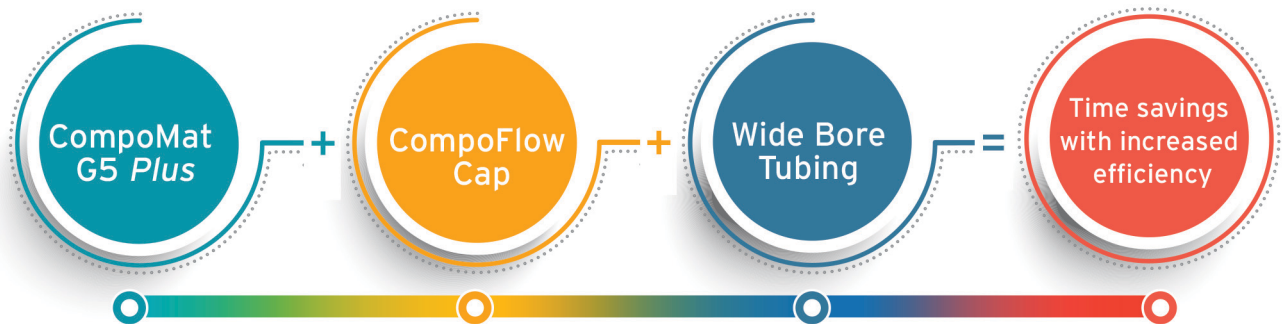 CompoMat
G5 Plus
+
CompoFlow
Cap
+
Wide Bore
Tubing
=
Time savings
with increased
efficiency